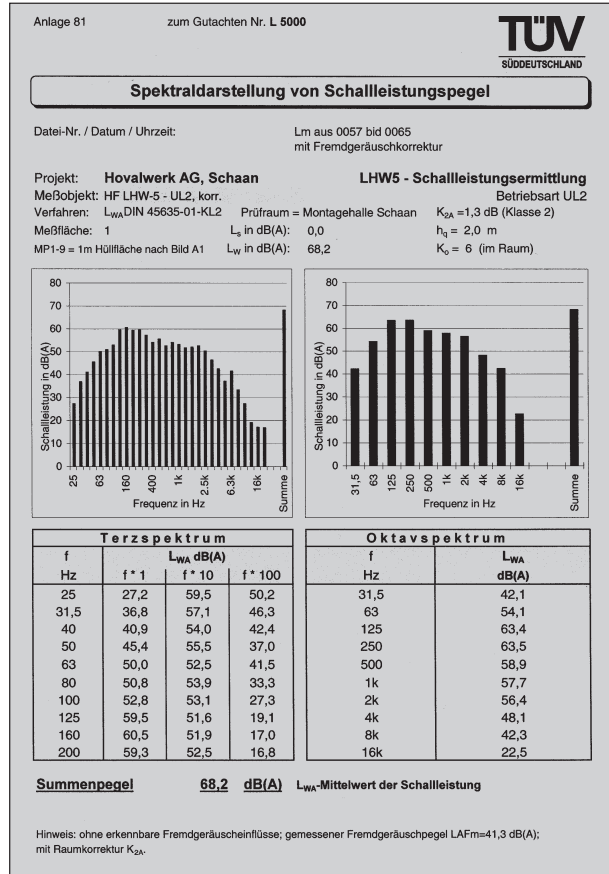 Anlage 81 zum Gutachten Nr. L 5000
TÜV
SÜDDEUTSCHLAND
Spektraldarstellung von Schallleistungspegel
Datei-Nr. / Datum / Uhrzeit: Lm aus 0057 bid 0065
mit Fremdgeräuschkorrektur
Projekt: Hovalwerk AG, Schaan LHW5 - Schallleistungsermittlung
Meßobjekt: HF LHW-5 - UL2, korr. Betriebsart UL2
Verfahren: LWA DIN 45635-01-KL2 Prüfraum = Montagehalle Schaan K2A =1,3 dB (Klasse 2)
Meßfläche: 1 Ls in dB(A): 0,0 hq = 2,0 m
MP1-9 = 1m Hüllfläche nach Bild A1 LW in dB(A): 68,2 Ko = 6 (im Raum)
80
70
60
50
40
30
20
10
0
Schallleistung in dB(A)
25 63 160 400 1k 2.5k 6.3k 16k Summe
Frequenz in Hz
80
70
60
50
40
30
20
10
0
Schallleistung in dB(A)
31,5 63 125 250 500 1k 2k 4k 8k 16k Summe
Frequenz in Hz
Terzspektrum
f LWA dB(A)
Hz f * 1 f * 10 f * 100
25 27,2 59,5 50,2
31,5 36,8 57,1 46,3
40 40,9 54,0 42,4
50 45,4 55,5 37,0
63 50,0 52,5 41,5
80 50,8 53,9 33,3
100 52,8 53,1 27,3
125 59,5 51,6 19,1
160 60,5 51,9 17,0
200 59,3 52,5 16,8
Oktavspektrum
f LWA
Hz dB(A)
31,5 42,1
63 54,1
125 63,4
250 63,5
500 58,9
1k 57,7
2k 56,4
4k 48,1
8k 42,3
16k 22,5
Summenpegel 68,2 dB(A) LWA-Mittelwert der Schallleistung
Hinweis: ohne erkennbare Fremdgeräuscheinflüsse; gemessener Fremdgeräuschpegel LAFm=41,3 dB(A);
mit Raumkorrektur K2A.